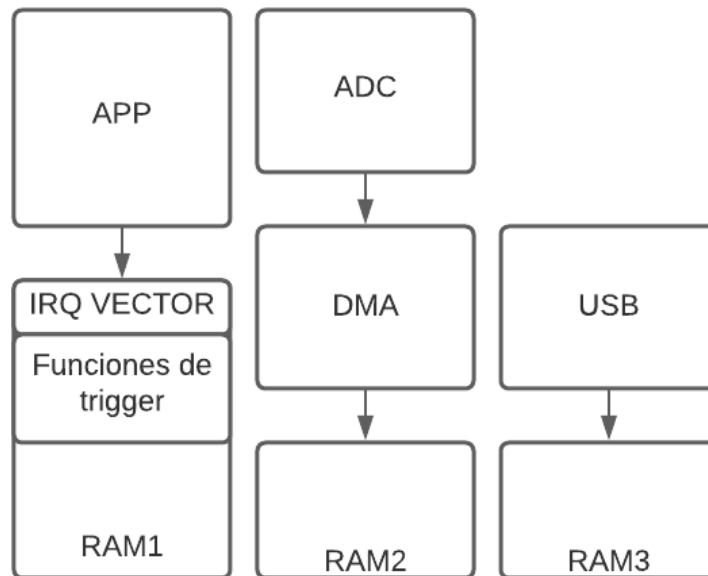 APP
ADC
IRQ VECTOR
Funciones de
trigger
DMA
USB
RAM1
RAM2
RAM3